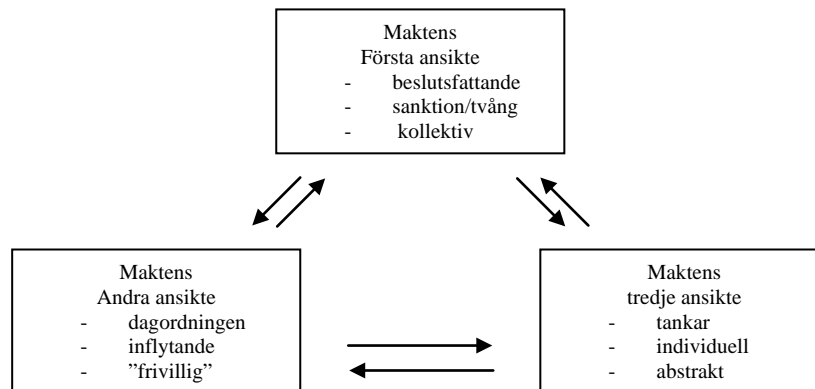 Maktens
Första ansikte
- beslutsfattande
- sanktion/tvång
- kollektiv
Maktens
Andra ansikte
- dagordningen
- inflytande
- ”frivillig”
Maktens
tredje ansikte
- tankar
- individuell
- abstrakt